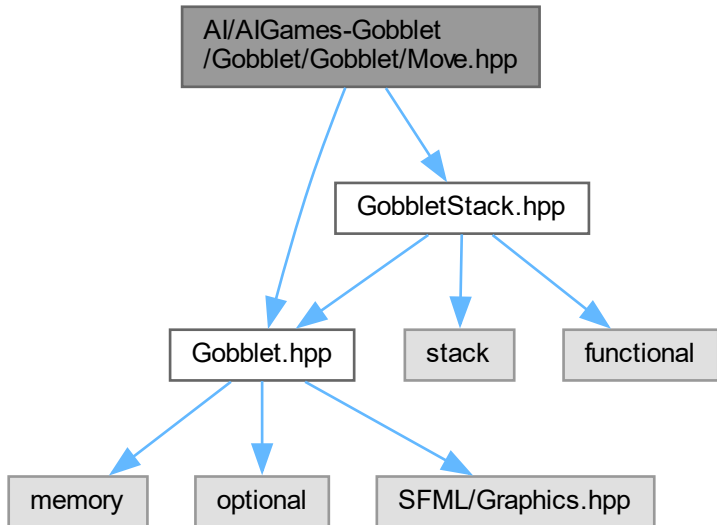 AI/AIGames-Gobblet
/Gobblet/Gobblet/Move.hpp
GobbletStack.hpp
Gobblet.hpp
stack
functional
memory
optional
SFML/Graphics.hpp